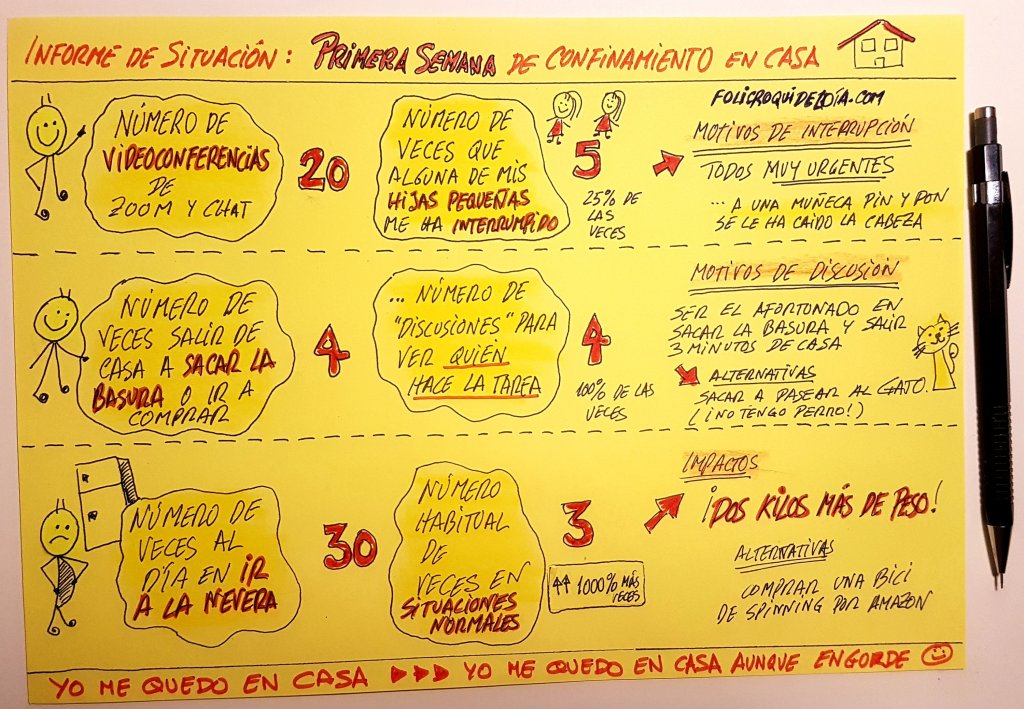 INFORME DE SITUACIÓN: PRIMERA SEMANA DE CONFINAMIENTO EN CASA
NÚMERO DE
VIDEOCONFERENCIAS
DE
ZOOM Y CHAT
20
NÚMERO DE
VECES QUE
ALGUNA DE MIS
HIJAS PEQUEÑAS
ME HA INTERRUMPIDO
5
25% DE
LAS
VECES
FOLIGROQUIDELDÍA.COM
MOTIVOS DE INTERRUPCIÓN
TODOS MUY URGENTES
... A UNA MUÑECA PIN Y PON
SE LE HA CAIDO LA CABEZA
NÚMERO DE
VECES SALIR DE
CASA A SACAR LA
BASURA O IR A
COMPRAR
4
... NÚMERO DE
"DISCUSIONES" PARA
VER QUIÉN
HACE LA TAREA
4
100% DE LAS
VECES
MOTIVOS DE DISCUSIÓN
SER EL AFORTUNADO EN
SACAR LA BASURA Y SALIR
3 MINUTOS DE CASA
ALTERNATIVAS
SACAR A PASEAR AL GATO.
(¡NO TENGO PERRO!)
NÚMERO DE
VECES AL
DÍA EN IR
A LA NEVERA
30
NÚMERO
HABITUAL
DE
VECES EN
SITUACIONES
NORMALES
3
1000% MÁS
VECES
IMPACTOS
¡DOS KILOS MÁS DE PESO!
ALTERNATIVAS
COMPRAR UNA BICI
DE SPINNING POR AMAZON
YO ME QUEDO EN CASA ▶▶▶ YO ME QUEDO EN CASA AUNQUE ENGORDE